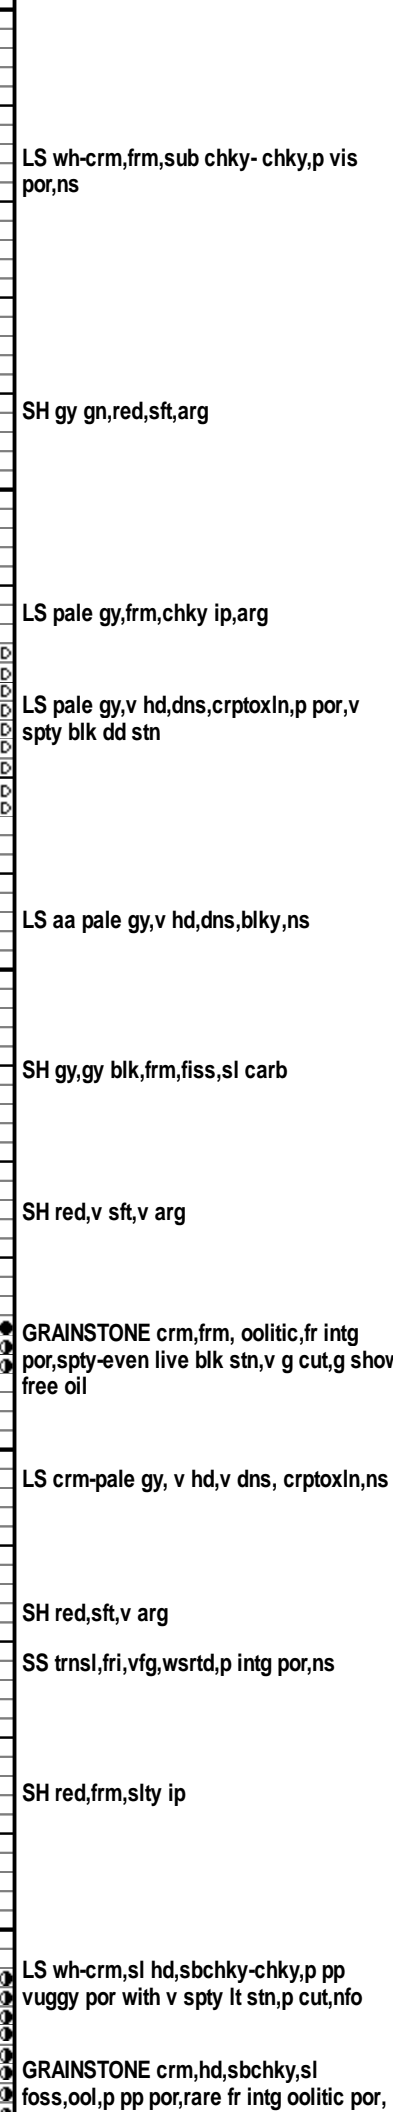 LS wh-crm,frm,sub chky- chky,p vis
por,ns
SH gy gn,red,sft,arg
LS pale gy,frm,chky ip,arg
LS pale gy,v hd,dns,crptoxln,p por,v
spty blk dd stn
LS aa pale gy,v hd,dns,blky,ns
SH gy,gy blk,frm,fiss,sl carb
SH red,v sft,v arg
GRAINSTONE crm,frm, oolitic,fr intg
por,spty-even live blk stn,v g cut,g show
free oil
LS crm-pale gy, v hd,v dns, crptoxln,ns
SH red,sft,v arg
SS trnsl,fri,vfg,wsrtd,p intg por,ns
SH red,frm,slty ip
LS wh-crm,sl hd,sbchky-chky,p pp
vuggy por with v spty lt stn,p cut,nfo
GRAINSTONE crm,hd,sbchky,sl
foss,ool,p pp por,rare fr intg oolitic por,